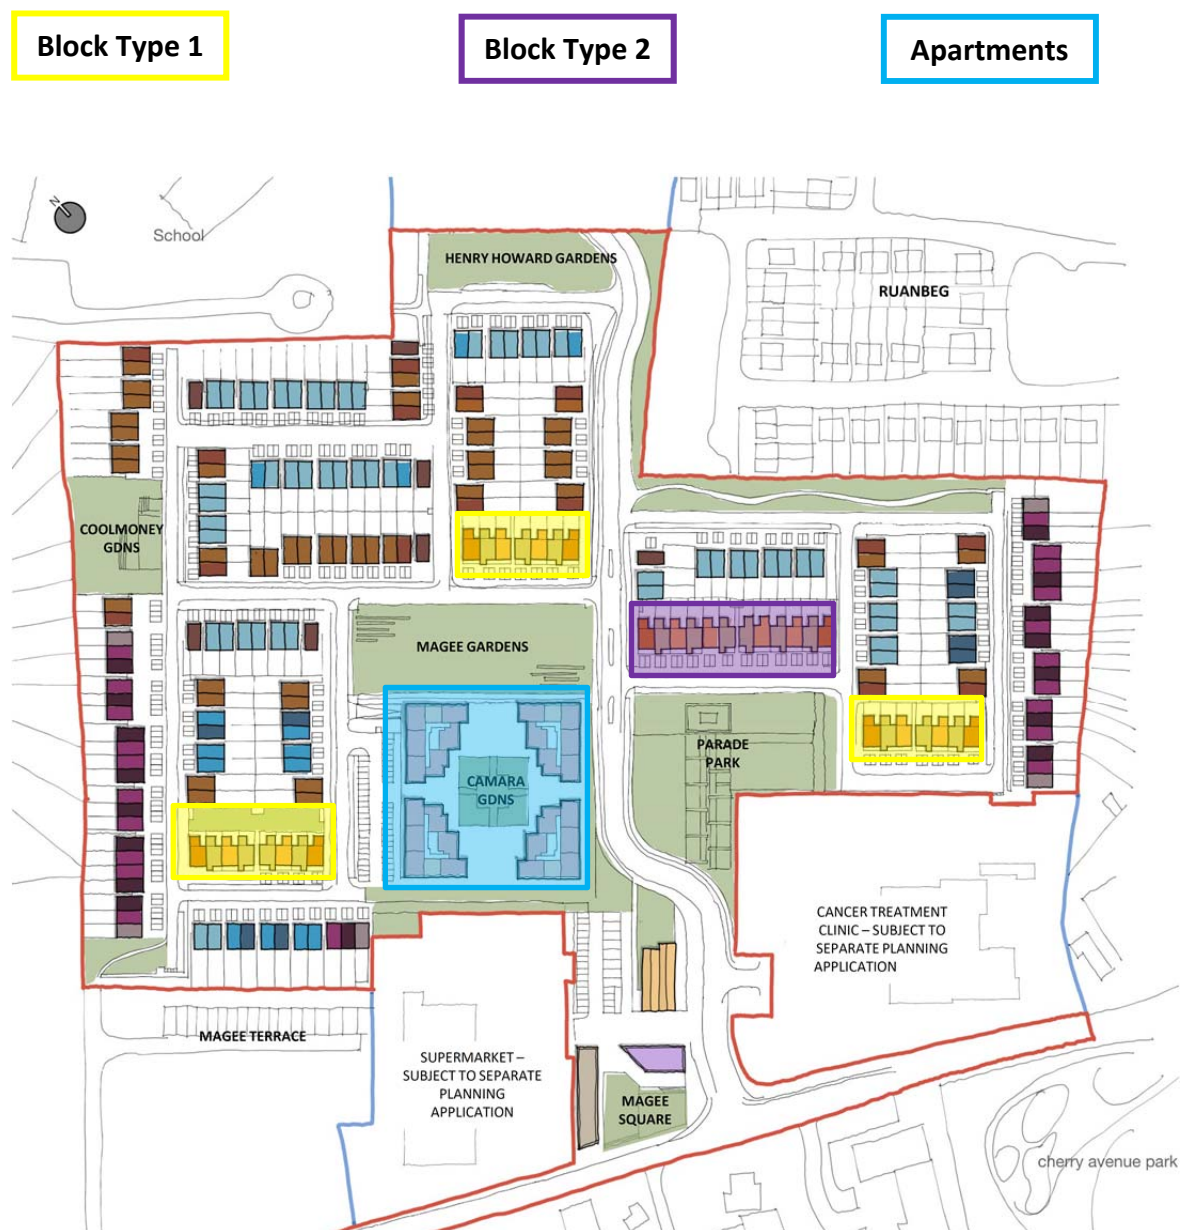 Block Type 1
Block Type 2
Apartments
N
School
HENRY HOWARD GARDENS
RUANBEG
COOLMONEY
GDNS
MAGEE GARDENS
PARADE
PARK
CAMARA
GDNS
CANCER TREATMENT
CLINIC – SUBJECT TO
SEPARATE PLANNING
APPLICATION
MAGEE TERRACE
SUPERMARKET –
SUBJECT TO SEPARATE
PLANNING
APPLICATION
MAGEE
SQUARE
cherry avenue park